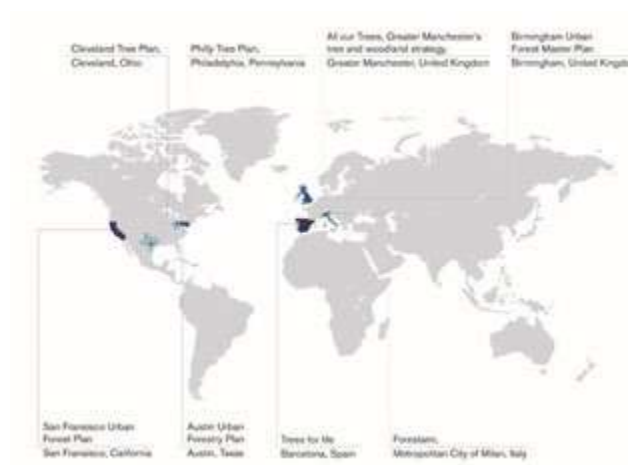 Cleveland Tree Plan,
Cleveland, Ohio
Philly Tree Plan,
Philadelphia, Pennsylvania
All our Trees, Greater Manchester's
tree and woodland strategy,
Greater Manchester, United Kingdom
Birmingham Urban
Forest Master Plan
Birmingham, United Kingdo
San Francisco Urban
Forest Plan
San Fransisco, California
Austin Urban
Forestry Plan
Austin, Texas
Trees for life
Barcelona, Spain
Forestami,
Metropolitan City of Milan, Italy